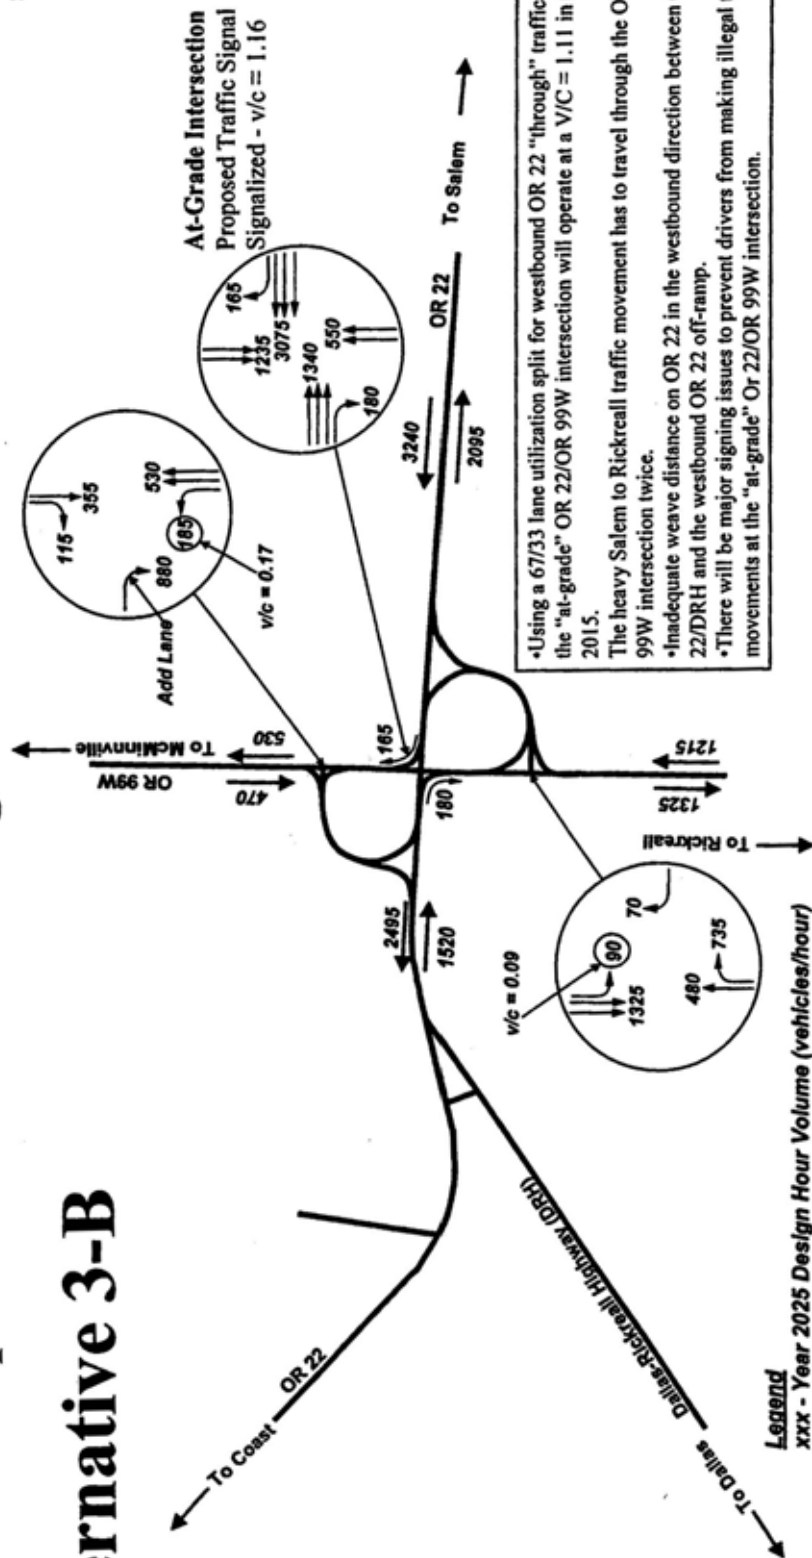 ernative 3-B
At-Grade Intersection
Proposed Traffic Signal
Signalized - v/c = 1.16
165
1235
3075
1340
550
180
115
355
530
185
880
Add Lane
v/c = 0.17
To McMinnville
OR 99W
530
470
165
180
To Salem
OR 22
3240
2095
2495
1520
1215
1325
To Rickreall
v/c = 0.09
90
70
1325
480
735
To Coast
OR 22
Dallas-Rickreall Highway (DRH)
To Dallas
•Using a 67/33 lane utilization split for westbound OR 22 "through" traffic
the "at-grade" OR 22/OR 99W intersection will operate at a V/C = 1.11 in
2015.
The heavy Salem to Rickreall traffic movement has to travel through the O
99W intersection twice.
•Inadequate weave distance on OR 22 in the westbound direction between
22/DRH and the westbound OR 22 off-ramp.
•There will be major signing issues to prevent drivers from making illegal
movements at the "at-grade" Or 22/OR 99W intersection.
Legend
xxx - Year 2025 Design Hour Volume (vehicles/hour)